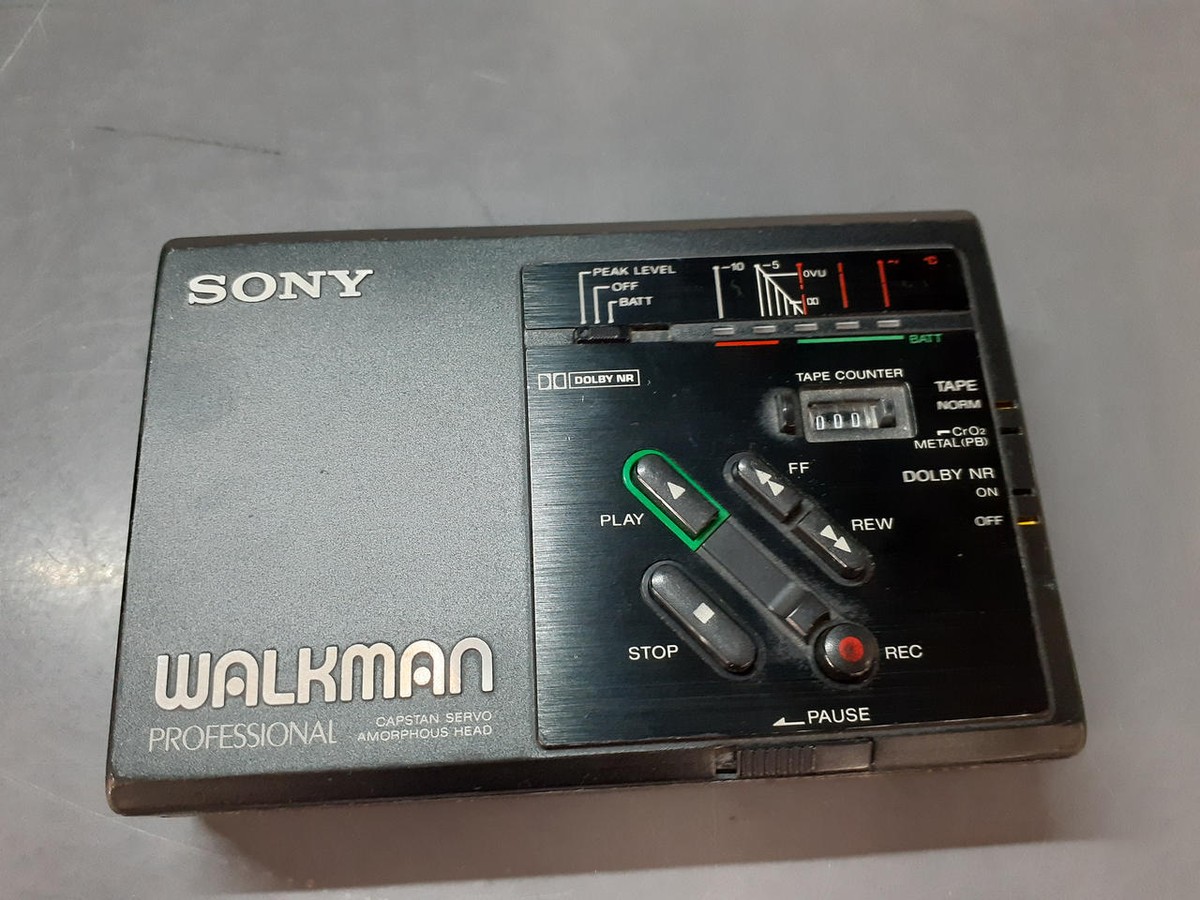 SONY
PEAK LEVEL
OFF
BATT
-10
-5
0VU
°C
BATT
DOLBY NR
TAPE COUNTER
000
TAPE
NORM
CrO2
METAL(PB)
DOLBY NR
ON
OFF
FF
PLAY
REW
STOP
REC
WALKMAN
PROFESSIONAL
CAPSTAN SERVO
AMORPHOUS HEAD
PAUSE